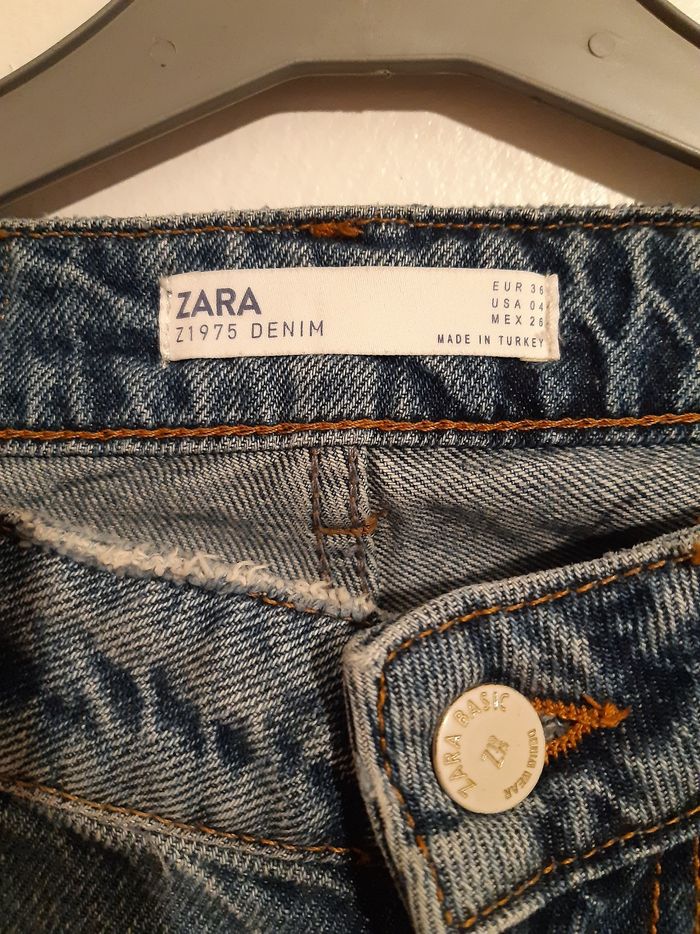 ZARA
Z1975 DENIM
EUR 36
USA 04
MEX 26
MADE IN TURKEY
ZARA BASIC
DENIM WEAR